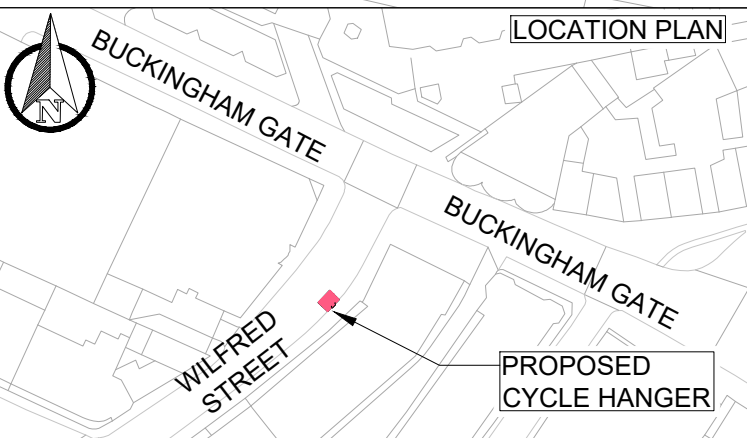 LOCATION PLAN
N
BUCKINGHAM GATE
BUCKINGHAM GATE
WILFRED
STREET
PROPOSED
CYCLE HANGER